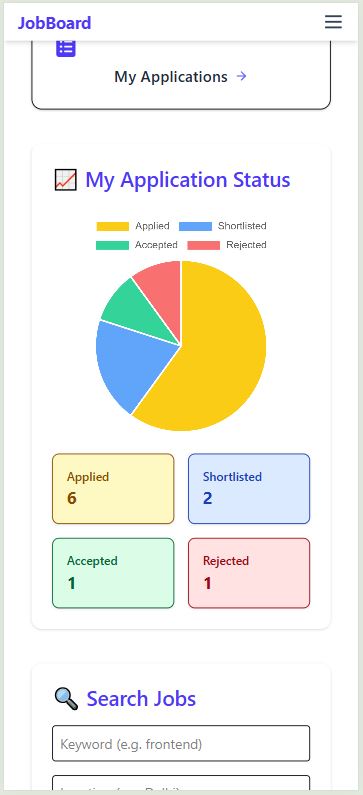 JobBoard
My Applications →
My Application Status
Applied Shortlisted
Accepted Rejected
Applied Shortlisted
6 2
Accepted Rejected
1 1
Search Jobs
Keyword (e.g. frontend)